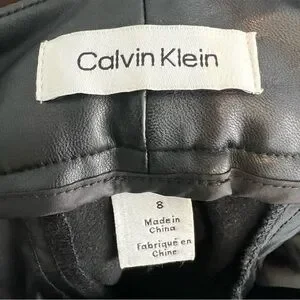 Calvin Klein
8
Made in
China
Fabriqué en
Chine